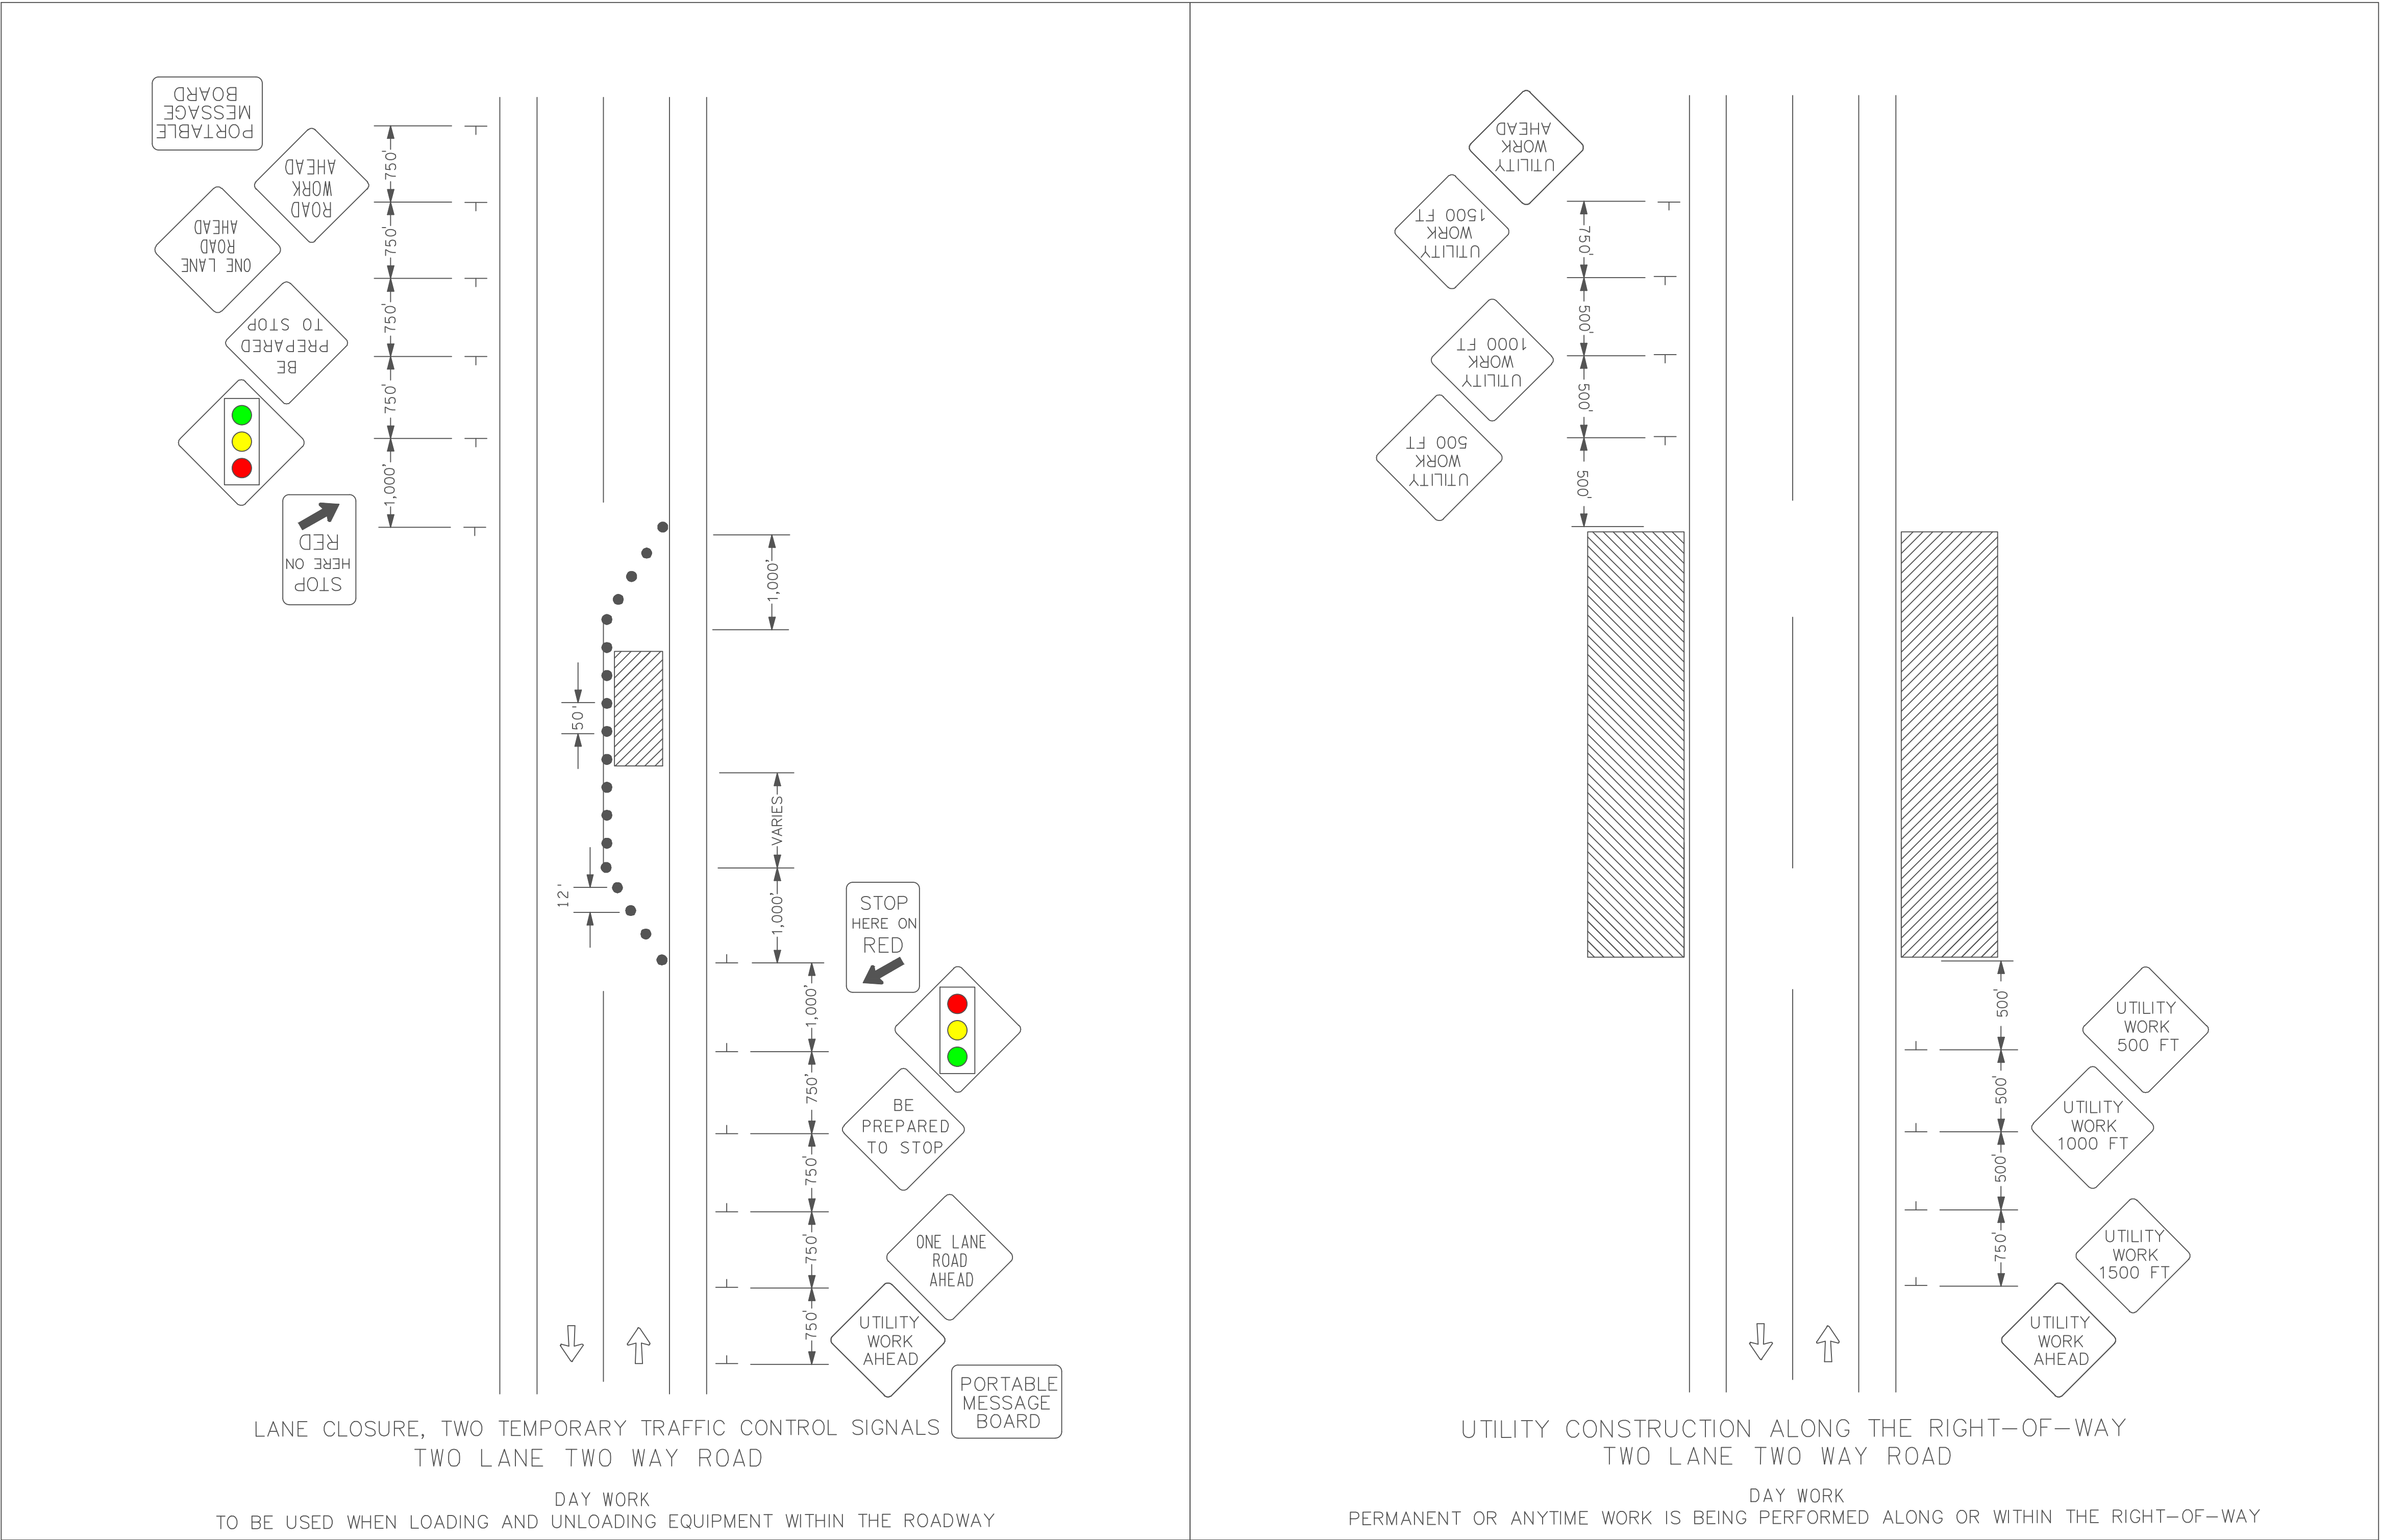 PORTABLE
MESSAGE
BOARD
ROAD
WORK
AHEAD
ONE LANE
ROAD
AHEAD
BE
PREPARED
TO STOP
STOP
HERE ON
RED
750'
750'
750'
750'
1,000'
1,000'
50'
VARIES
12'
1,000'
STOP
HERE ON
RED
1,000'
750'
BE
PREPARED
TO STOP
750'
750'
ONE LANE
ROAD
AHEAD
750'
UTILITY
WORK
AHEAD
PORTABLE
MESSAGE
BOARD
LANE CLOSURE, TWO TEMPORARY TRAFFIC CONTROL SIGNALS
TWO LANE TWO WAY ROAD
DAY WORK
TO BE USED WHEN LOADING AND UNLOADING EQUIPMENT WITHIN THE ROADWAY
UTILITY
WORK
AHEAD
UTILITY
WORK
1500 FT
UTILITY
WORK
1000 FT
UTILITY
WORK
500 FT
750'
500'
500'
500'
500'
500'
500'
750'
UTILITY
WORK
500 FT
UTILITY
WORK
1000 FT
UTILITY
WORK
1500 FT
UTILITY
WORK
AHEAD
UTILITY CONSTRUCTION ALONG THE RIGHT-OF-WAY
TWO LANE TWO WAY ROAD
DAY WORK
PERMANENT OR ANYTIME WORK IS BEING PERFORMED ALONG OR WITHIN THE RIGHT-OF-WAY